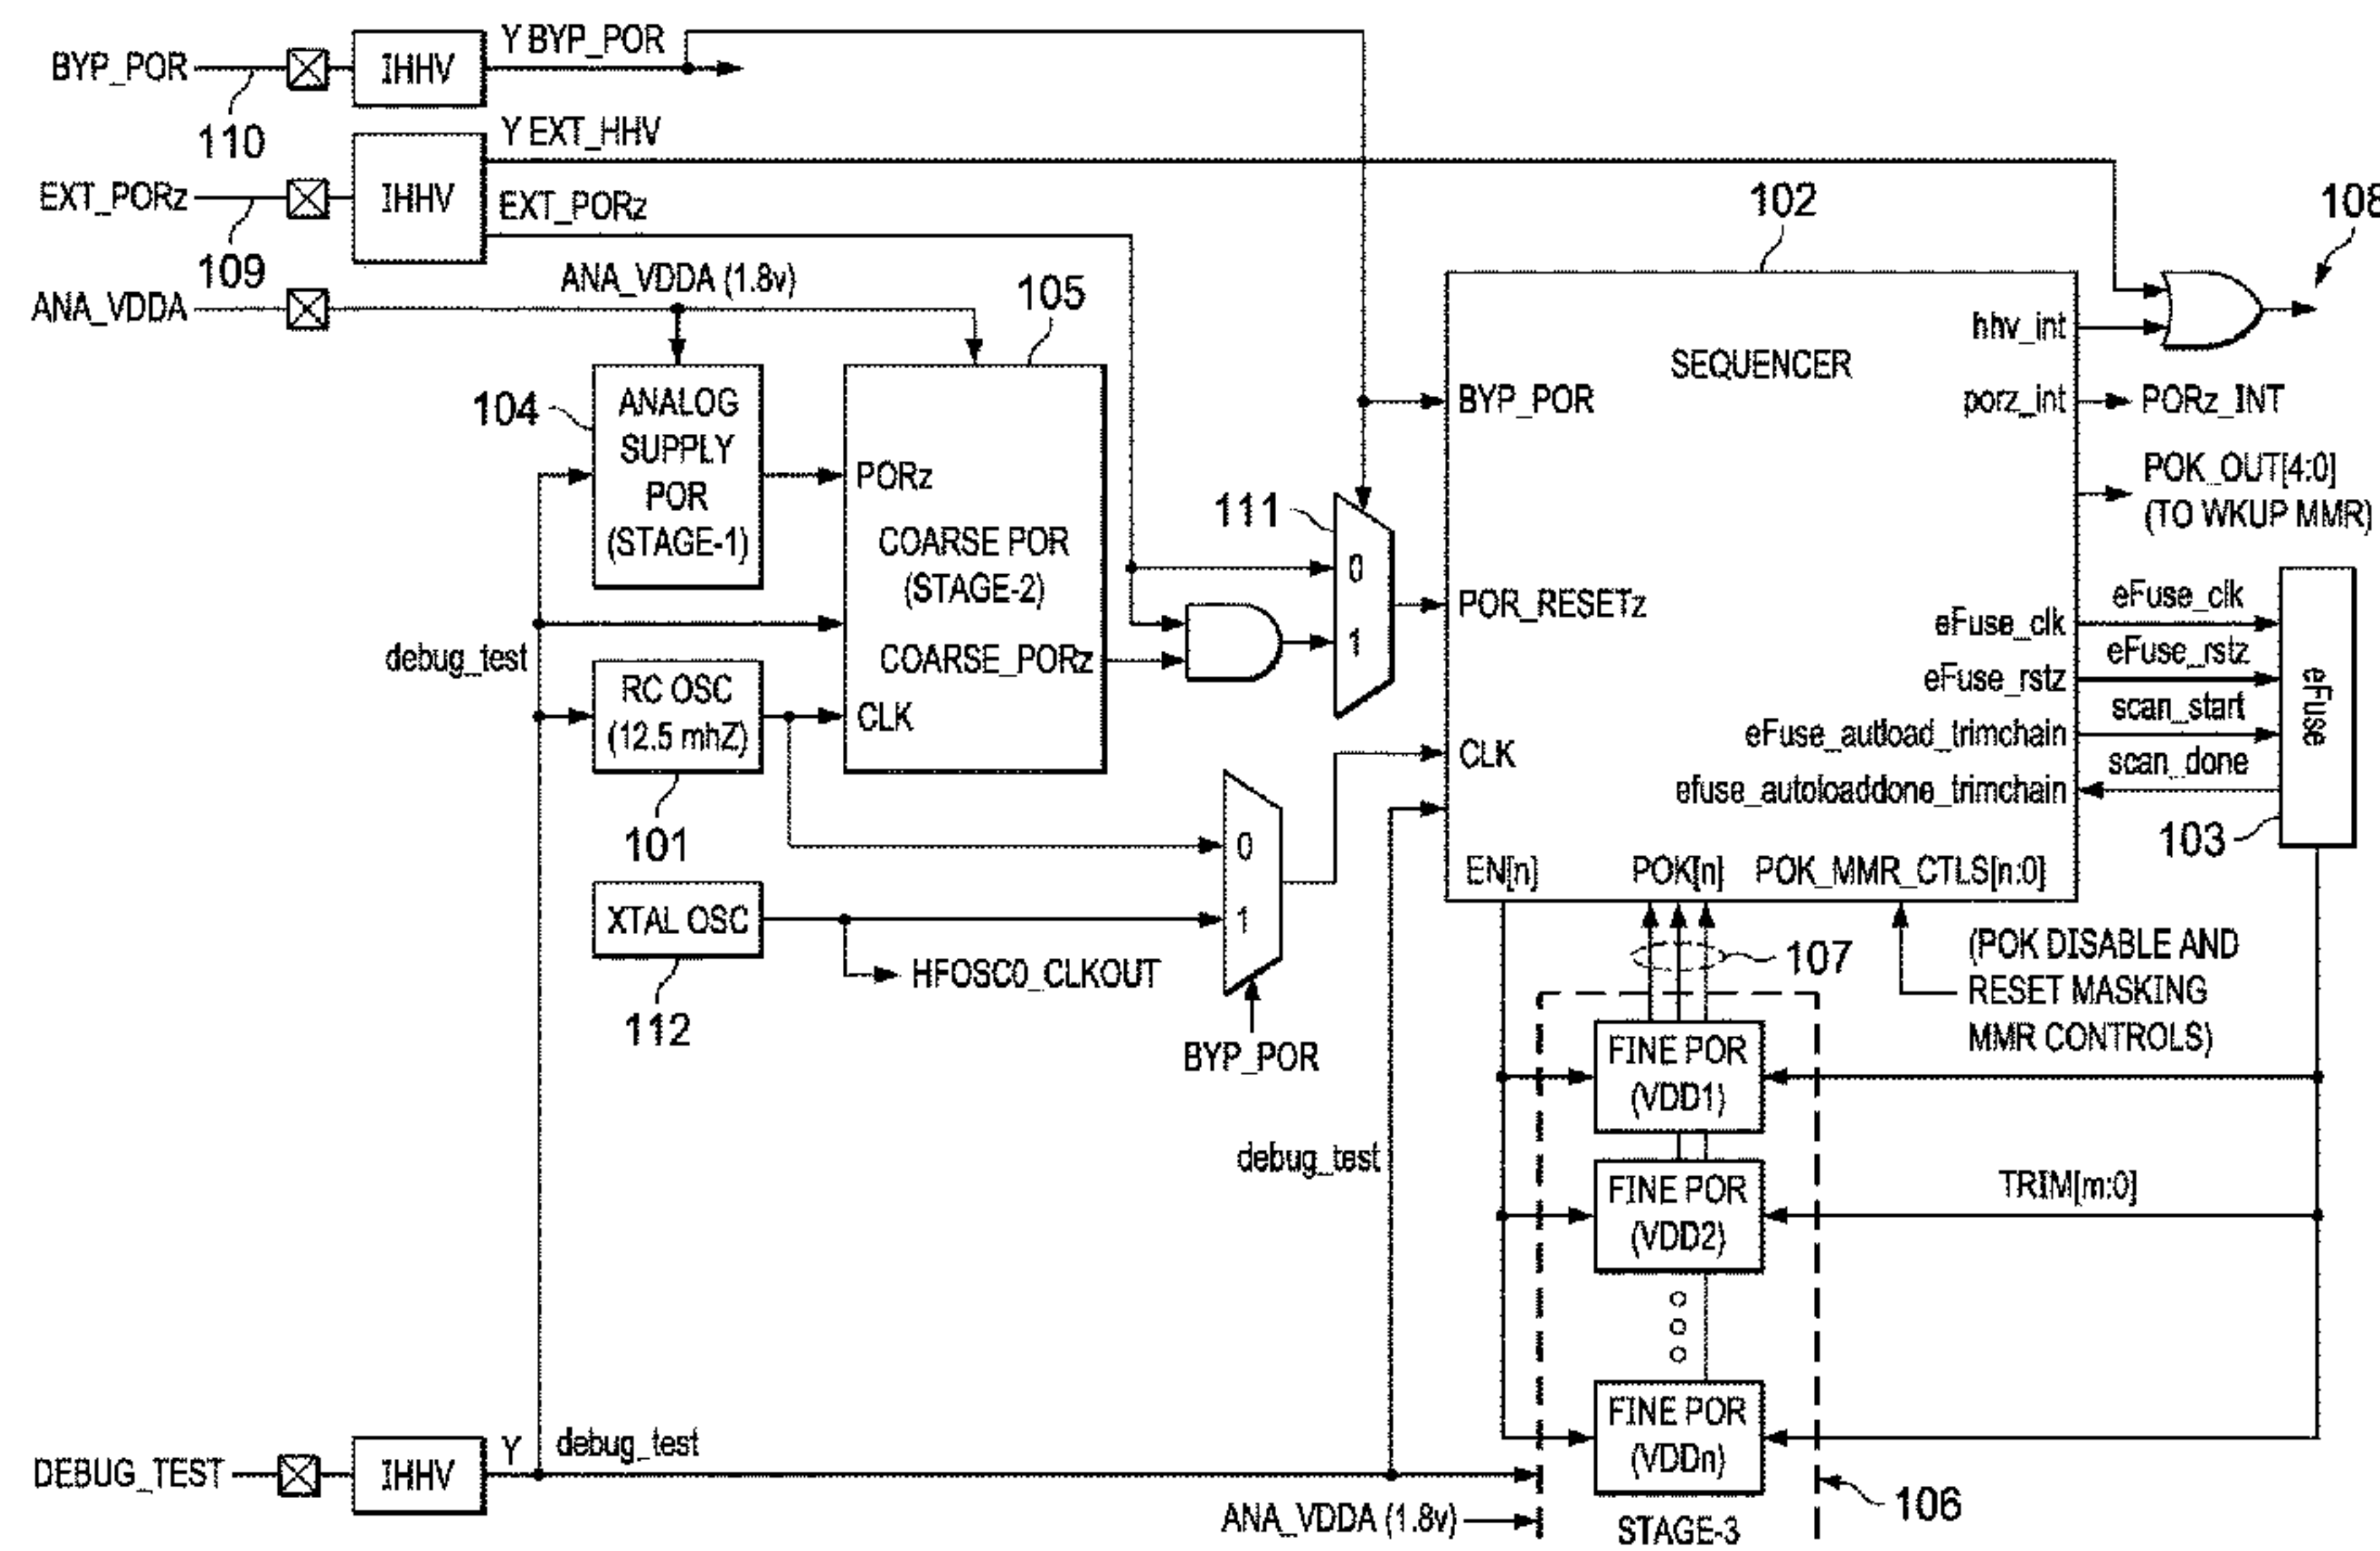 BYP_POR
110
IHHV
Y BYP_POR
EXT_PORz
109
IHHV
Y EXT_HHV
EXT_PORz
ANA_VDDA
ANA_VDDA (1.8v)
104
ANALOG
SUPPLY
POR
(STAGE-1)
105
PORz
COARSE POR
(STAGE-2)
COARSE_PORz
CLK
debug_test
RC OSC
(12.5 mhZ)
101
XTAL OSC
112
HFOSC0_CLKOUT
111
0
1
0
1
BYP_POR
102
SEQUENCER
BYP_POR
POR_RESETz
CLK
EN[n]
POK[n]
POK_MMR_CTLS[n:0]
hhv_int
porz_int
eFuse_clk
eFuse_rstz
eFuse_autload_trimchain
efuse_autoloaddone_trimchain
108
PORz_INT
POK_OUT[4:0]
(TO WKUP MMR)
eFuse_clk
eFuse_rstz
scan_start
scan_done
eFuse
103
107
(POK DISABLE AND
RESET MASKING
MMR CONTROLS)
FINE POR
(VDD1)
FINE POR
(VDD2)
FINE POR
(VDDn)
TRIM[m:0]
debug_test
DEBUG_TEST
IHHV
Y
debug_test
ANA_VDDA (1.8v)
STAGE-3
106